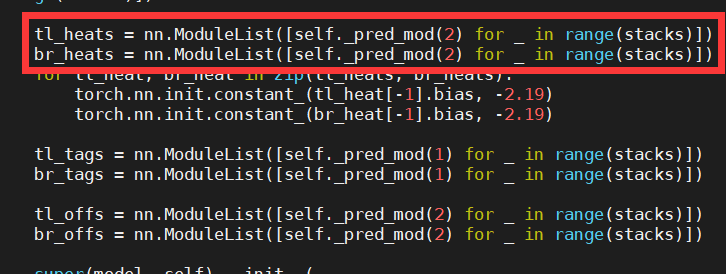 tl_heats = nn.ModuleList([self._pred_mod(2) for _ in range(stacks)])
br_heats = nn.ModuleList([self._pred_mod(2) for _ in range(stacks)])
for tl_heat, br_heat in zip(tl_heats, br_heats):
torch.nn.init.constant_(tl_heat[-1].bias, -2.19)
torch.nn.init.constant_(br_heat[-1].bias, -2.19)
tl_tags = nn.ModuleList([self._pred_mod(1) for _ in range(stacks)])
br_tags = nn.ModuleList([self._pred_mod(1) for _ in range(stacks)])
tl_offs = nn.ModuleList([self._pred_mod(2) for _ in range(stacks)])
br_offs = nn.ModuleList([self._pred_mod(2) for _ in range(stacks)])
super(model, self).__init__(